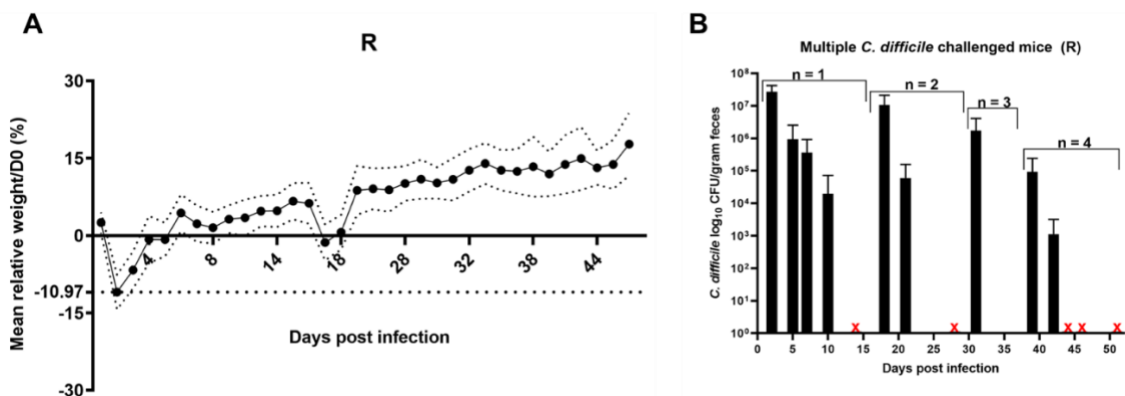 A
R
Mean relative weight/D0 (%)
30
15
0
-10.97
-15
-30
4
8
14
18
28
32
38
44
Days post infection
B
Multiple C. difficile challenged mice (R)
C. difficile log₁₀ CFU/gram feces
10⁸
10⁷
10⁶
10⁵
10⁴
10³
10²
10¹
10⁰
n = 1
n = 2
n = 3
n = 4
X
X
X
X
X
0 5 10 15 20 25 30 35 40 45 50
Days post infection